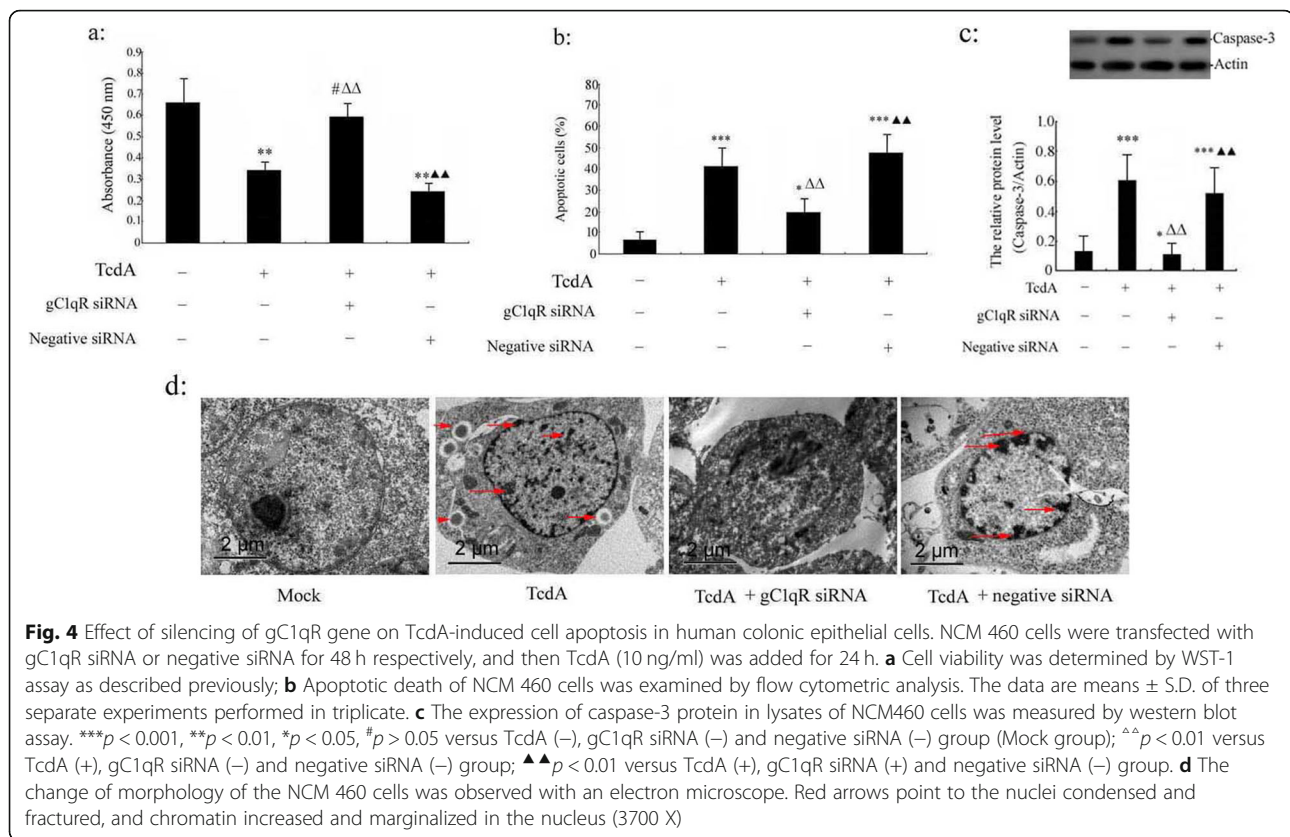 a:
0.9
0.8
0.7
0.6
0.5
0.4
0.3
0.2
0.1
0
Absorbance (450 nm)
**
#ΔΔ
**▲▲
TcdA − + + +
gC1qR siRNA − − + −
Negative siRNA − − − +
b:
80
70
60
50
40
30
20
10
0
Apoptotic cells (%)
***
* ΔΔ
*** ▲▲
TcdA − + + +
gC1qR siRNA − − + −
Negative siRNA − − − +
c:
Caspase-3
Actin
1.0
0.8
0.6
0.4
0.2
0
The relative protein level
(Caspase-3/Actin)
***
* ΔΔ
*** ▲▲
TcdA − + + +
gC1qR siRNA − − + −
Negative siRNA − − − +
d:
2 µm
2 µm
2 µm
2 µm
Mock
TcdA
TcdA + gC1qR siRNA
TcdA + negative siRNA
Fig. 4 Effect of silencing of gC1qR gene on TcdA-induced cell apoptosis in human colonic epithelial cells. NCM 460 cells were transfected with
gC1qR siRNA or negative siRNA for 48 h respectively, and then TcdA (10 ng/ml) was added for 24 h. a Cell viability was determined by WST-1
assay as described previously; b Apoptotic death of NCM 460 cells was examined by flow cytometric analysis. The data are means ± S.D. of three
separate experiments performed in triplicate. c The expression of caspase-3 protein in lysates of NCM460 cells was measured by western blot
assay. ***p < 0.001, **p < 0.01, *p < 0.05, #p > 0.05 versus TcdA (−), gC1qR siRNA (−) and negative siRNA (−) group (Mock group); △△p < 0.01 versus
TcdA (+), gC1qR siRNA (−) and negative siRNA (−) group; ▲▲p < 0.01 versus TcdA (+), gC1qR siRNA (+) and negative siRNA (−) group. d The
change of morphology of the NCM 460 cells was observed with an electron microscope. Red arrows point to the nuclei condensed and
fractured, and chromatin increased and marginalized in the nucleus (3700 X)